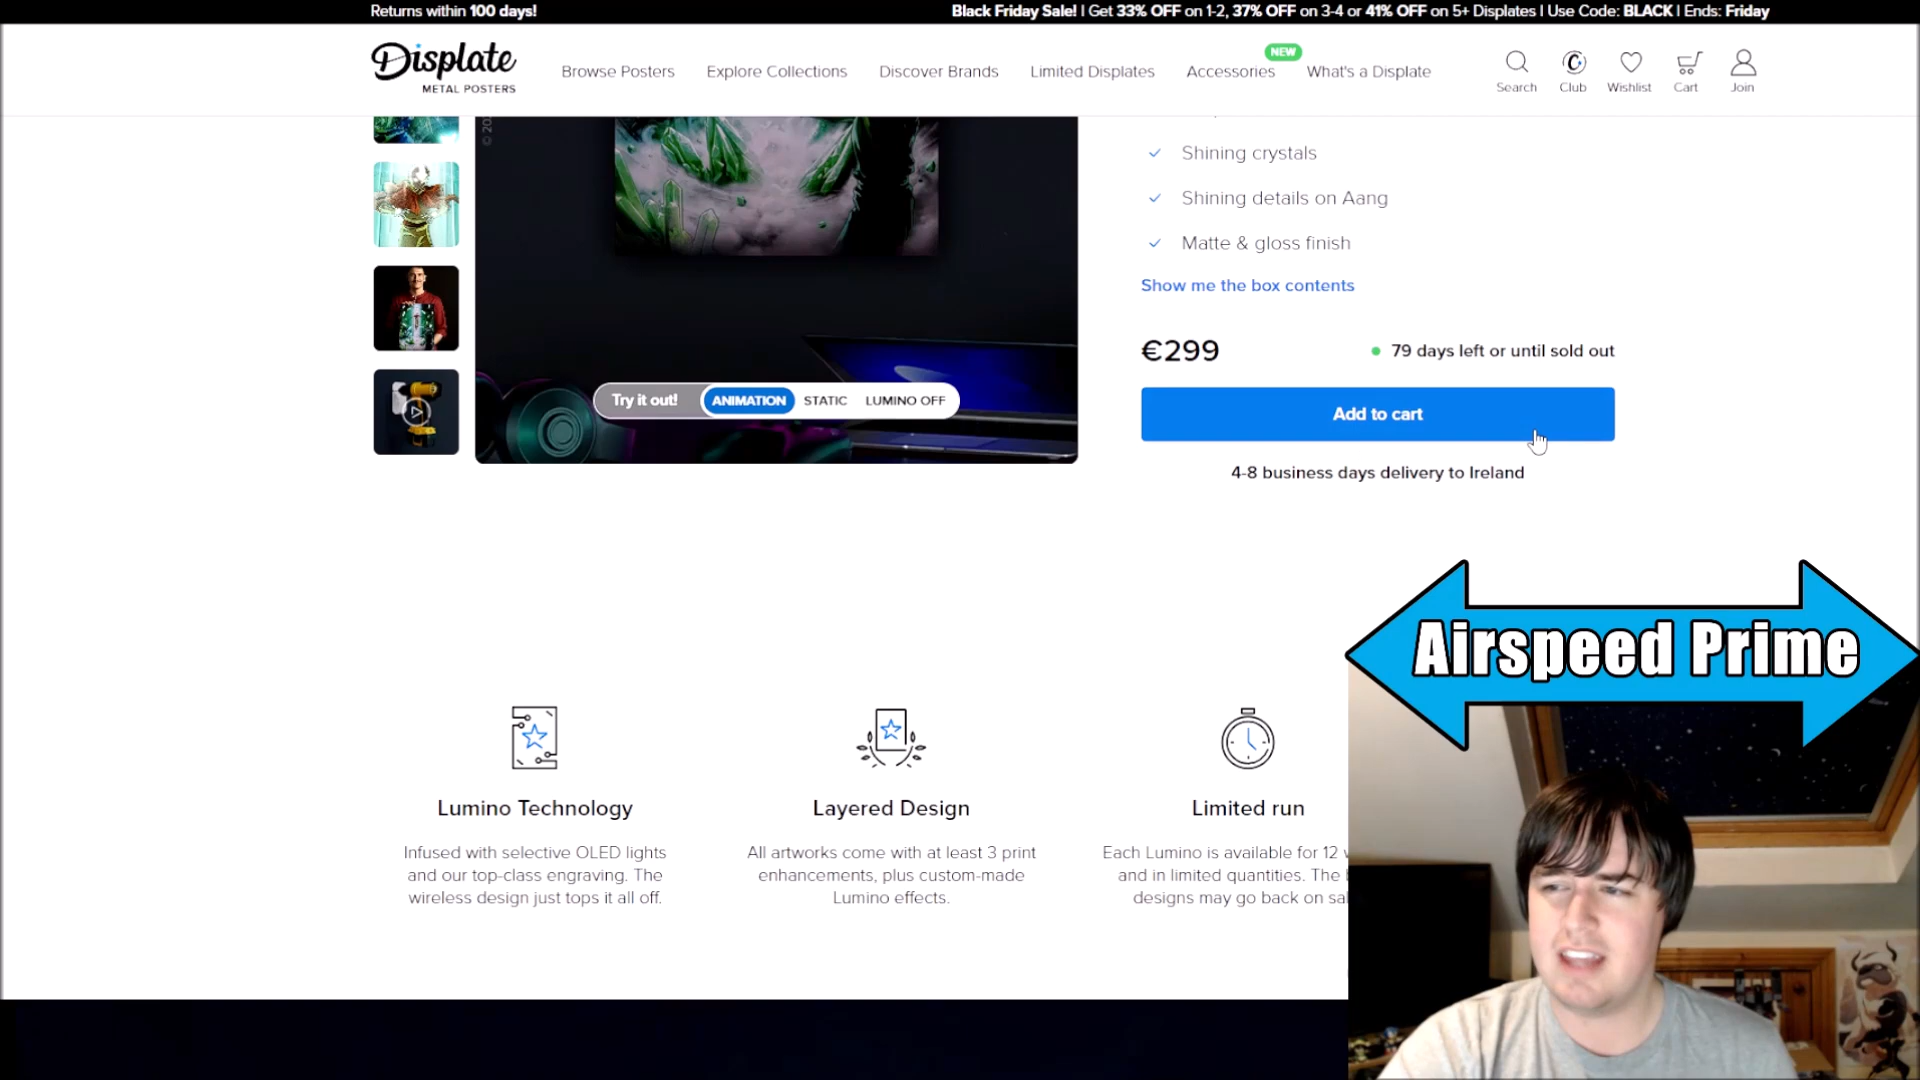 Returns within 100 days!
Black Friday Sale! | Get 33% OFF on 1-2, 37% OFF on 3-4 or 41% OFF on 5+ Displates | Use Code: BLACK | Ends: Friday
Displate
METAL POSTERS
Browse Posters
Explore Collections
Discover Brands
Limited Displates
Accessories
NEW
What's a Displate
Search
Club
Wishlist
Cart
Join
Shining crystals
Shining details on Aang
Matte & gloss finish
Show me the box contents
€299
79 days left or until sold out
Add to cart
4-8 business days delivery to Ireland
Try it out!
ANIMATION
STATIC
LUMINO OFF
Airspeed Prime
Lumino Technology
Infused with selective OLED lights
and our top-class engraving. The
wireless design just tops it all off.
Layered Design
All artworks come with at least 3 print
enhancements, plus custom-made
Lumino effects.
Limited run
Each Lumino is available for 12
and in limited quantities. The
designs may go back on